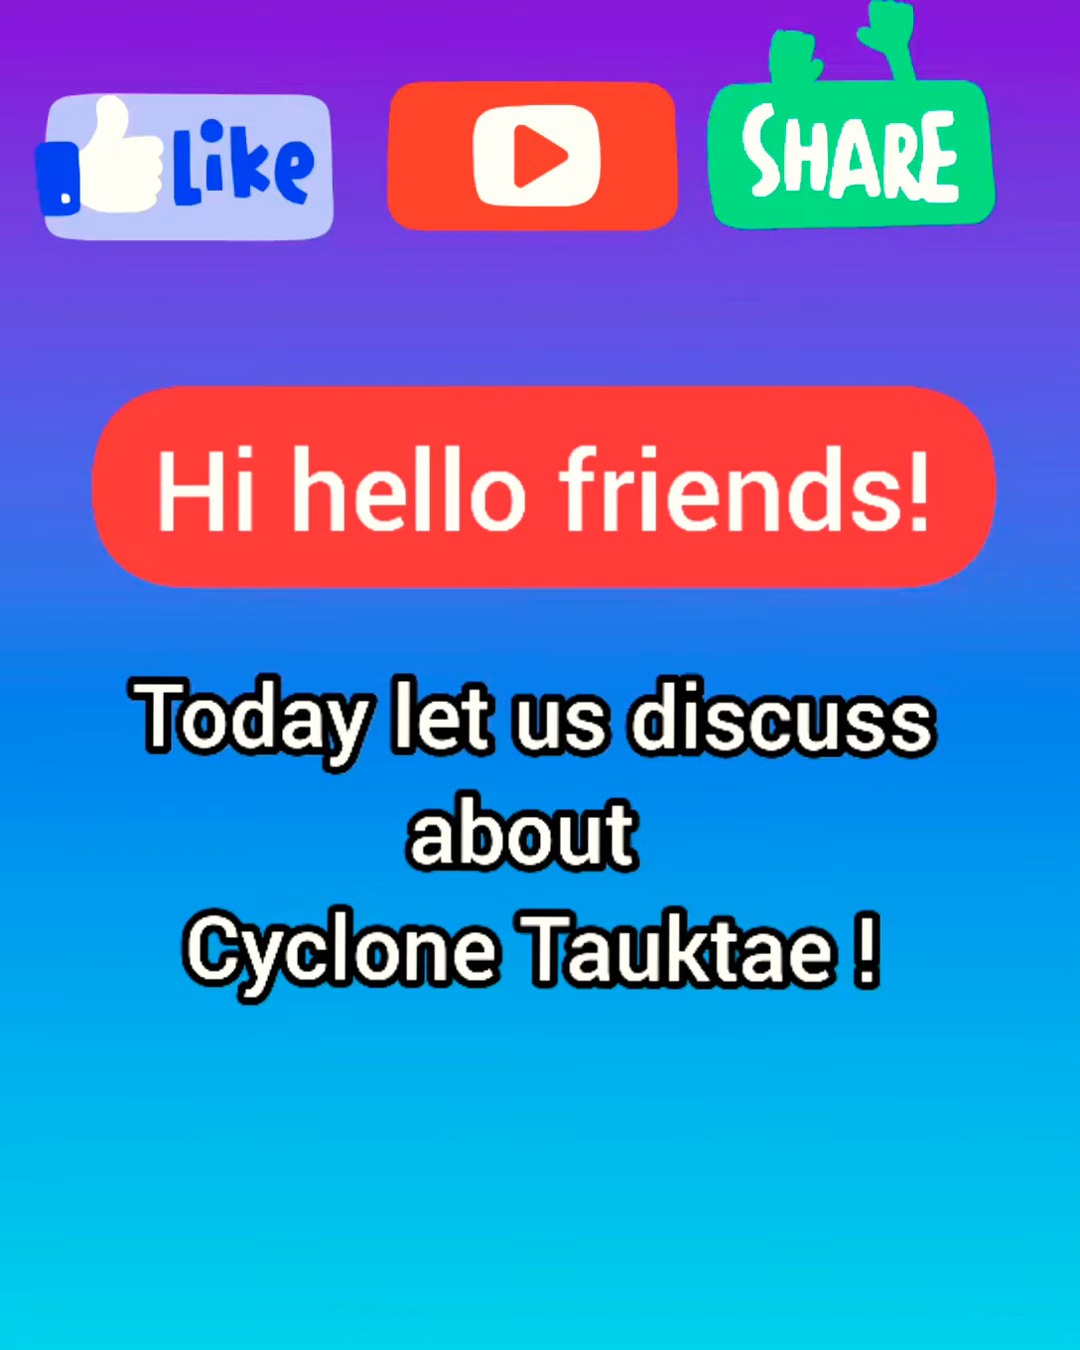 Like
SHARE
Hi hello friends!
Today let us discuss
about
Cyclone Tauktae !